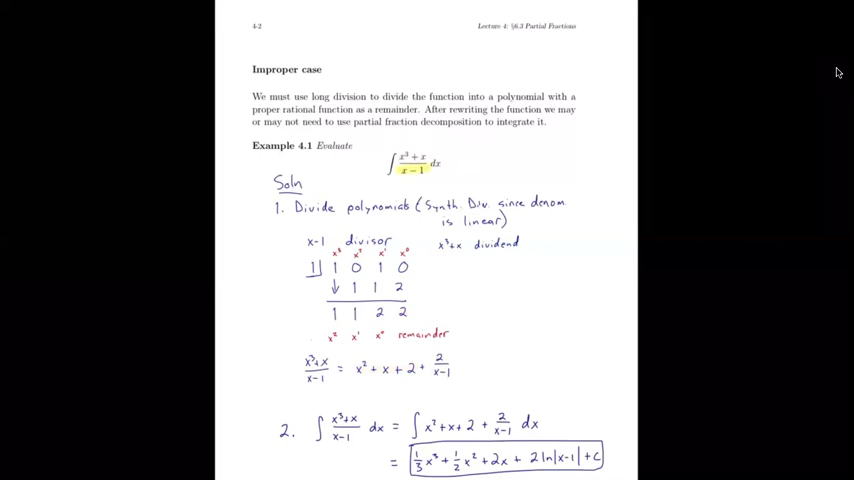 4-2 Lecture 4: §6.3 Partial Fractions
Improper case
We must use long division to divide the function into a polynomial with a
proper rational function as a remainder. After rewriting the function we may
or may not need to use partial fraction decomposition to integrate it.
Example 4.1 Evaluate
∫ (x³ + x)/(x − 1) dx
Soln
1. Divide polynomials (Synth. Div. since denom.
is linear)
x-1 divisor x³+x dividend
x³ x² x¹ x⁰
1 1 0 1 0
↓ 1 1 2
1 1 2 2
x² x¹ x⁰ remainder
(x³+x)/(x-1) = x² + x + 2 + 2/(x-1)
2. ∫ (x³+x)/(x-1) dx = ∫ x²+x+2 + 2/(x-1) dx
= 1/3 x³ + 1/2 x² + 2x + 2 ln|x-1| + C